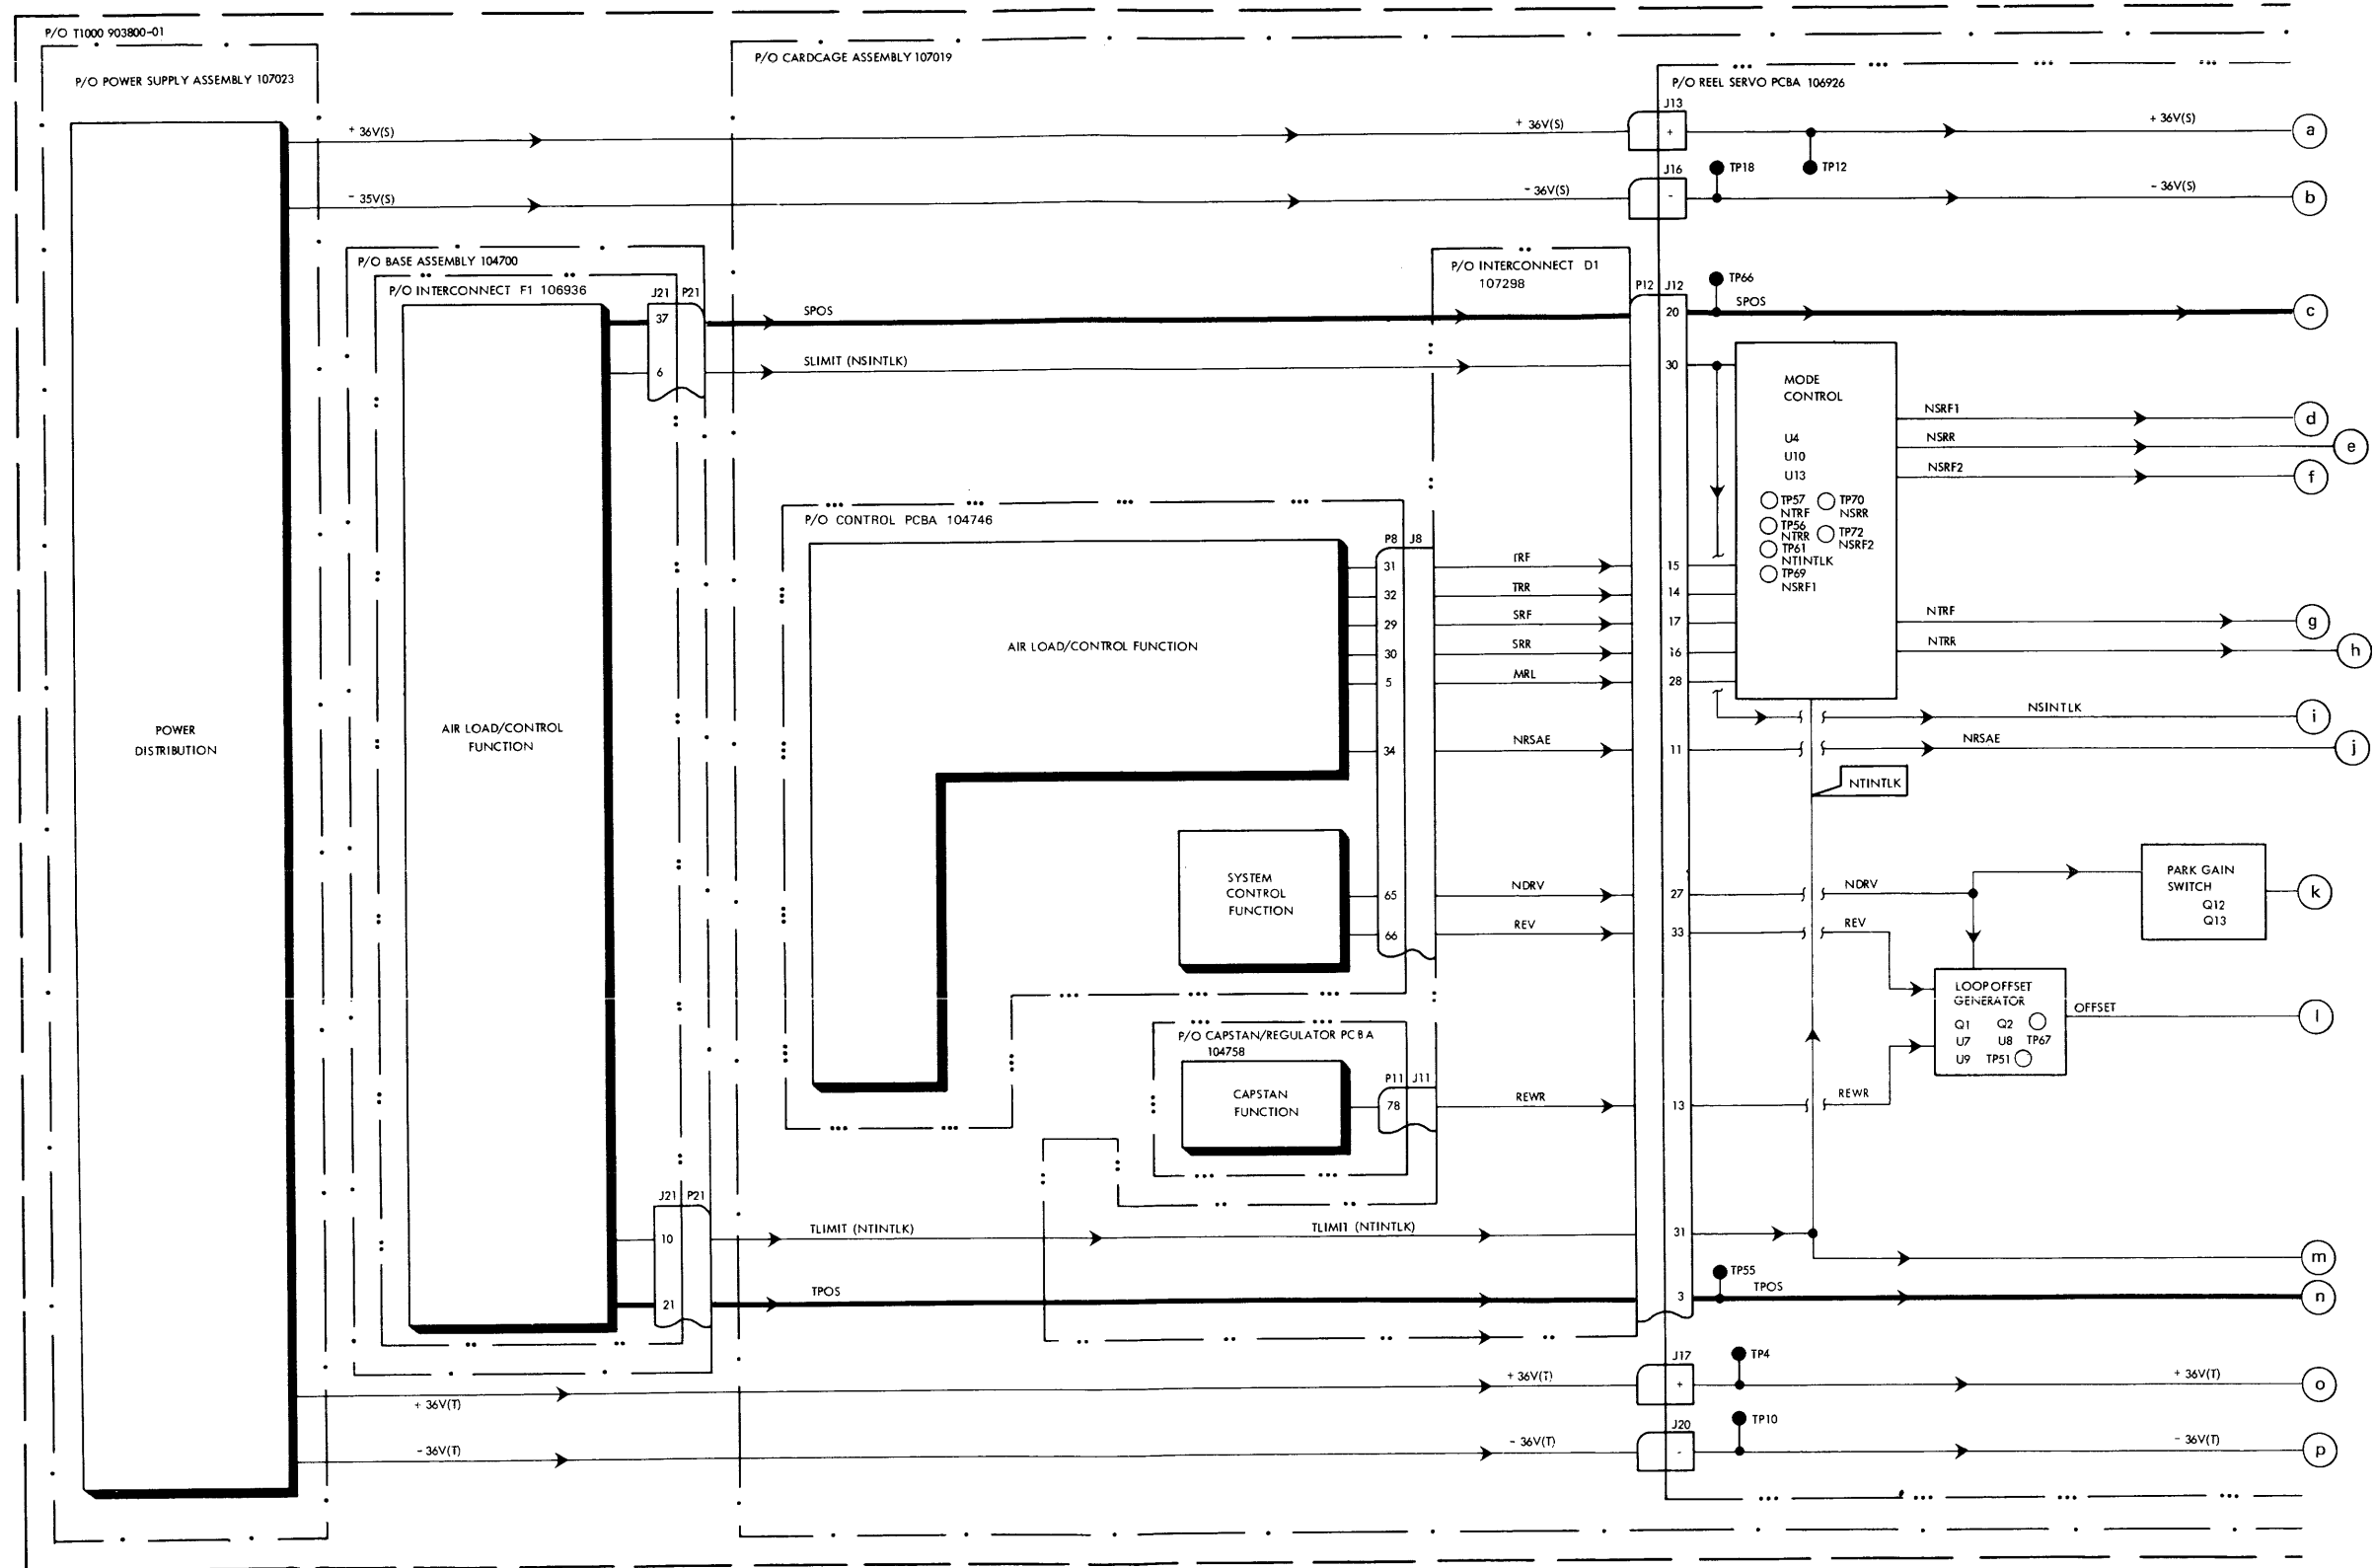 P/O T1000 903800-01
P/O POWER SUPPLY ASSEMBLY 107023
P/O CARDCAGE ASSEMBLY 107019
P/O REEL SERVO PCBA 106926
J13
+ 36V(S)
+ 36V(S)
+
+ 36V(S)
a
TP18
TP12
J16
- 35V(S)
- 36V(S)
-
- 36V(S)
b
P/O BASE ASSEMBLY 104700
P/O INTERCONNECT F1 106936
P/O INTERCONNECT D1
107298
J21 P21
P12 J12
TP66
37
SPOS
20
SPOS
c
6
SLIMIT (NSINTLK)
30
MODE
CONTROL
U4
U10
U13
TP57 TP70
NTRF NSRR
TP56 TP72
NTRR NSRF2
TP61
NTINTLK
TP69
NSRF1
NSRF1
d
NSRR
e
NSRF2
f
NTRF
g
NTRR
h
P/O CONTROL PCBA 104746
P8 J8
AIR LOAD/CONTROL FUNCTION
31
TRF
15
32
TRR
14
29
SRF
17
30
SRR
16
5
MRL
28
NSINTLK
i
34
NRSAE
11
NRSAE
j
POWER
DISTRIBUTION
AIR LOAD/CONTROL
FUNCTION
NTINTLK
SYSTEM
CONTROL
FUNCTION
65
NDRV
27
NDRV
66
REV
33
REV
PARK GAIN
SWITCH
Q12
Q13
k
LOOP OFFSET
GENERATOR
Q1 Q2
U7 U8 TP67
U9 TP51
OFFSET
l
P/O CAPSTAN/REGULATOR PCBA
104758
CAPSTAN
FUNCTION
P11 J11
78
REWR
13
REWR
J21 P21
10
TLIMIT (NTINTLK)
TLIMIT (NTINTLK)
31
m
21
TPOS
3
TP55
TPOS
n
J17
TP4
+ 36V(T)
+ 36V(T)
+
+ 36V(T)
o
J20
TP10
- 36V(T)
- 36V(T)
-
- 36V(T)
p